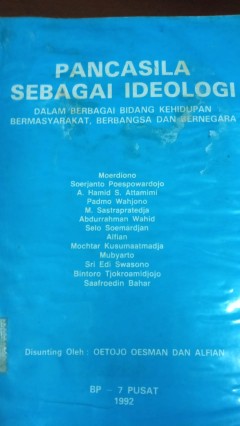 PANCASILA
SEBAGAI IDEOLOGI
DALAM BERBAGAI BIDANG KEHIDUPAN
BERMASYARAKAT, BERBANGSA DAN BERNEGARA
Moerdiono
Soerjanto Poespowardojo
A. Hamid S. Attamimi
Padmo Wahjono
M. Sastrapratedja
Abdurrahman Wahid
Selo Soemardjan
Alfian
Mochtar Kusumaatmadja
Mubyarto
Sri Edi Swasono
Bintoro Tjokroamidjojo
Saafroedin Bahar
Disunting Oleh : OETOJO OESMAN DAN ALFIAN
BP - 7 PUSAT
1992